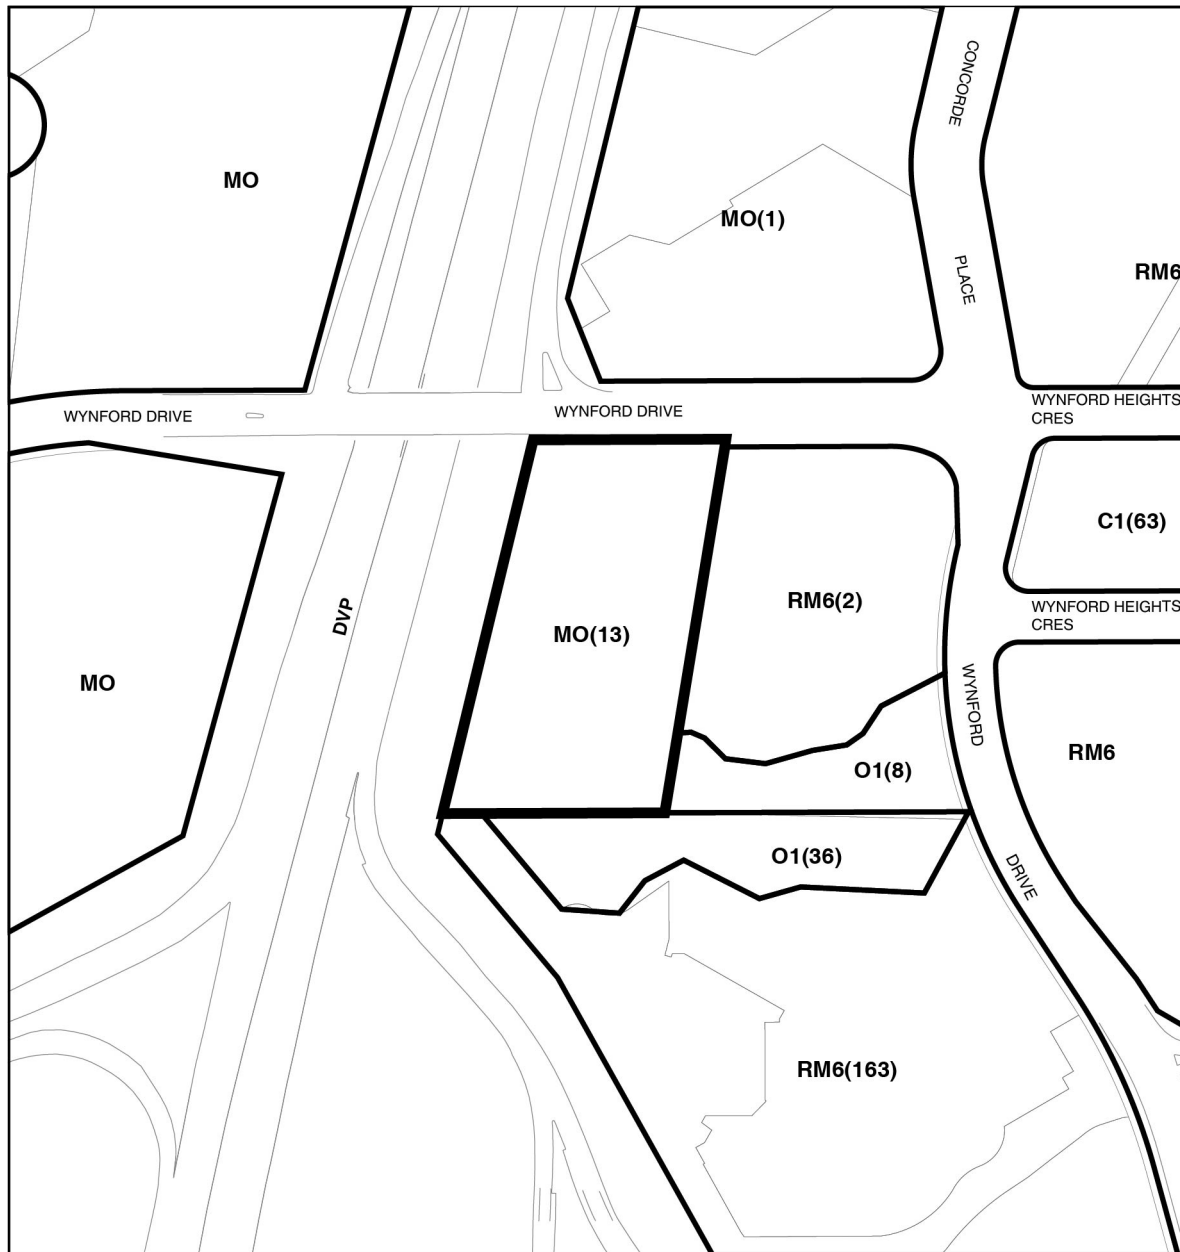 CONCORDE
MO
MO(1)
PLACE
RM6
WYNFORD DRIVE
WYNFORD DRIVE
WYNFORD HEIGHTS
CRES
C1(63)
RM6(2)
WYNFORD HEIGHTS
CRES
DVP
MO(13)
MO
WYNFORD
RM6
O1(8)
O1(36)
DRIVE
RM6(163)